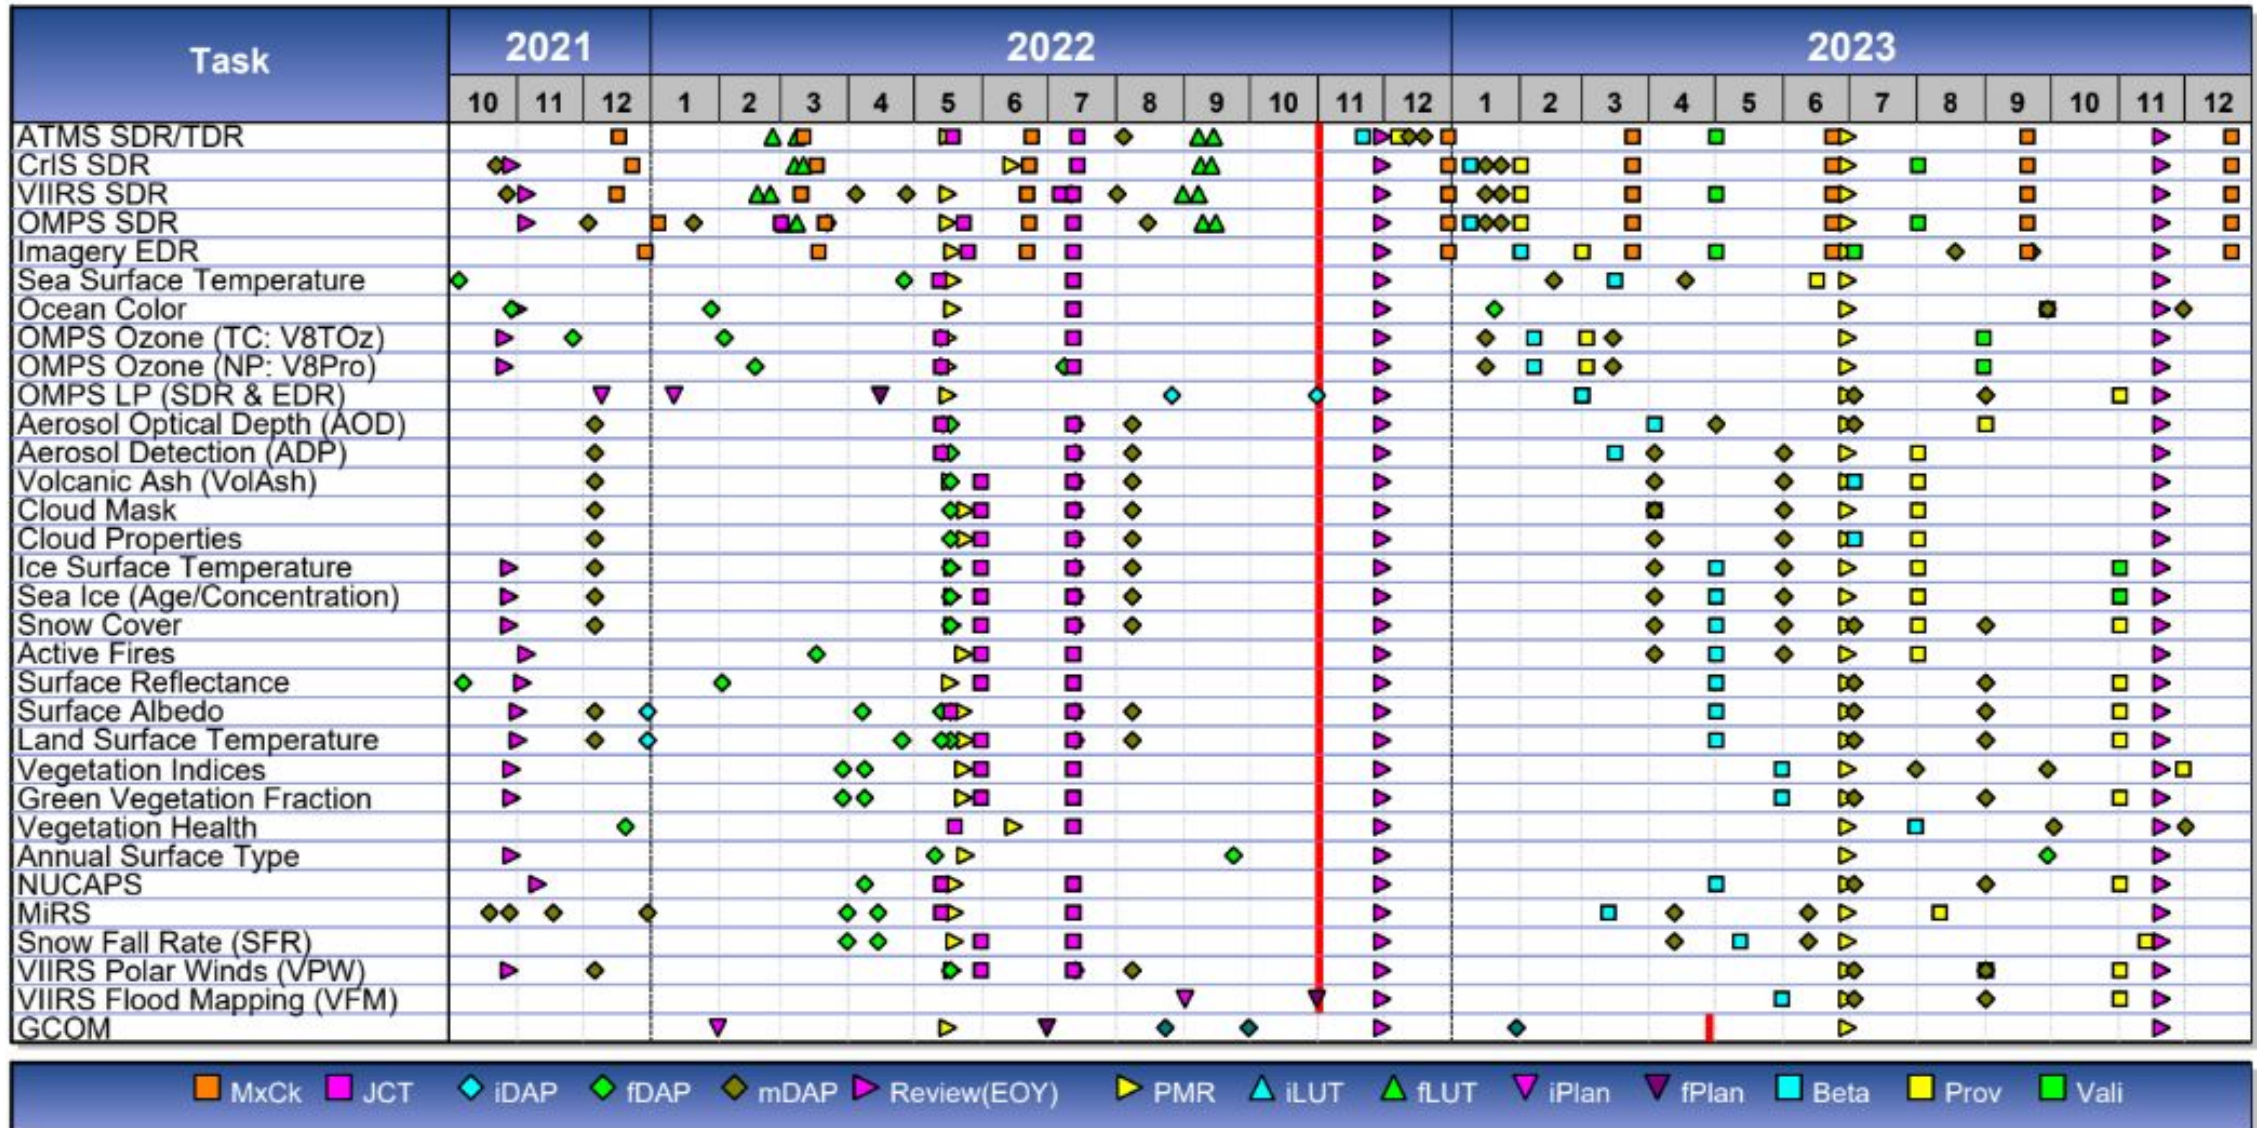 Task
2021 2022 2023
10 11 12 1 2 3 4 5 6 7 8 9 10 11 12 1 2 3 4 5 6 7 8 9 10 11 12
ATMS SDR/TDR
CrIS SDR
VIIRS SDR
OMPS SDR
Imagery EDR
Sea Surface Temperature
Ocean Color
OMPS Ozone (TC: V8TOz)
OMPS Ozone (NP: V8Pro)
OMPS LP (SDR & EDR)
Aerosol Optical Depth (AOD)
Aerosol Detection (ADP)
Volcanic Ash (VolAsh)
Cloud Mask
Cloud Properties
Ice Surface Temperature
Sea Ice (Age/Concentration)
Snow Cover
Active Fires
Surface Reflectance
Surface Albedo
Land Surface Temperature
Vegetation Indices
Green Vegetation Fraction
Vegetation Health
Annual Surface Type
NUCAPS
MiRS
Snow Fall Rate (SFR)
VIIRS Polar Winds (VPW)
VIIRS Flood Mapping (VFM)
GCOM
MxCk JCT iDAP fDAP mDAP Review(EOY) PMR iLUT fLUT iPlan fPlan Beta Prov Vali